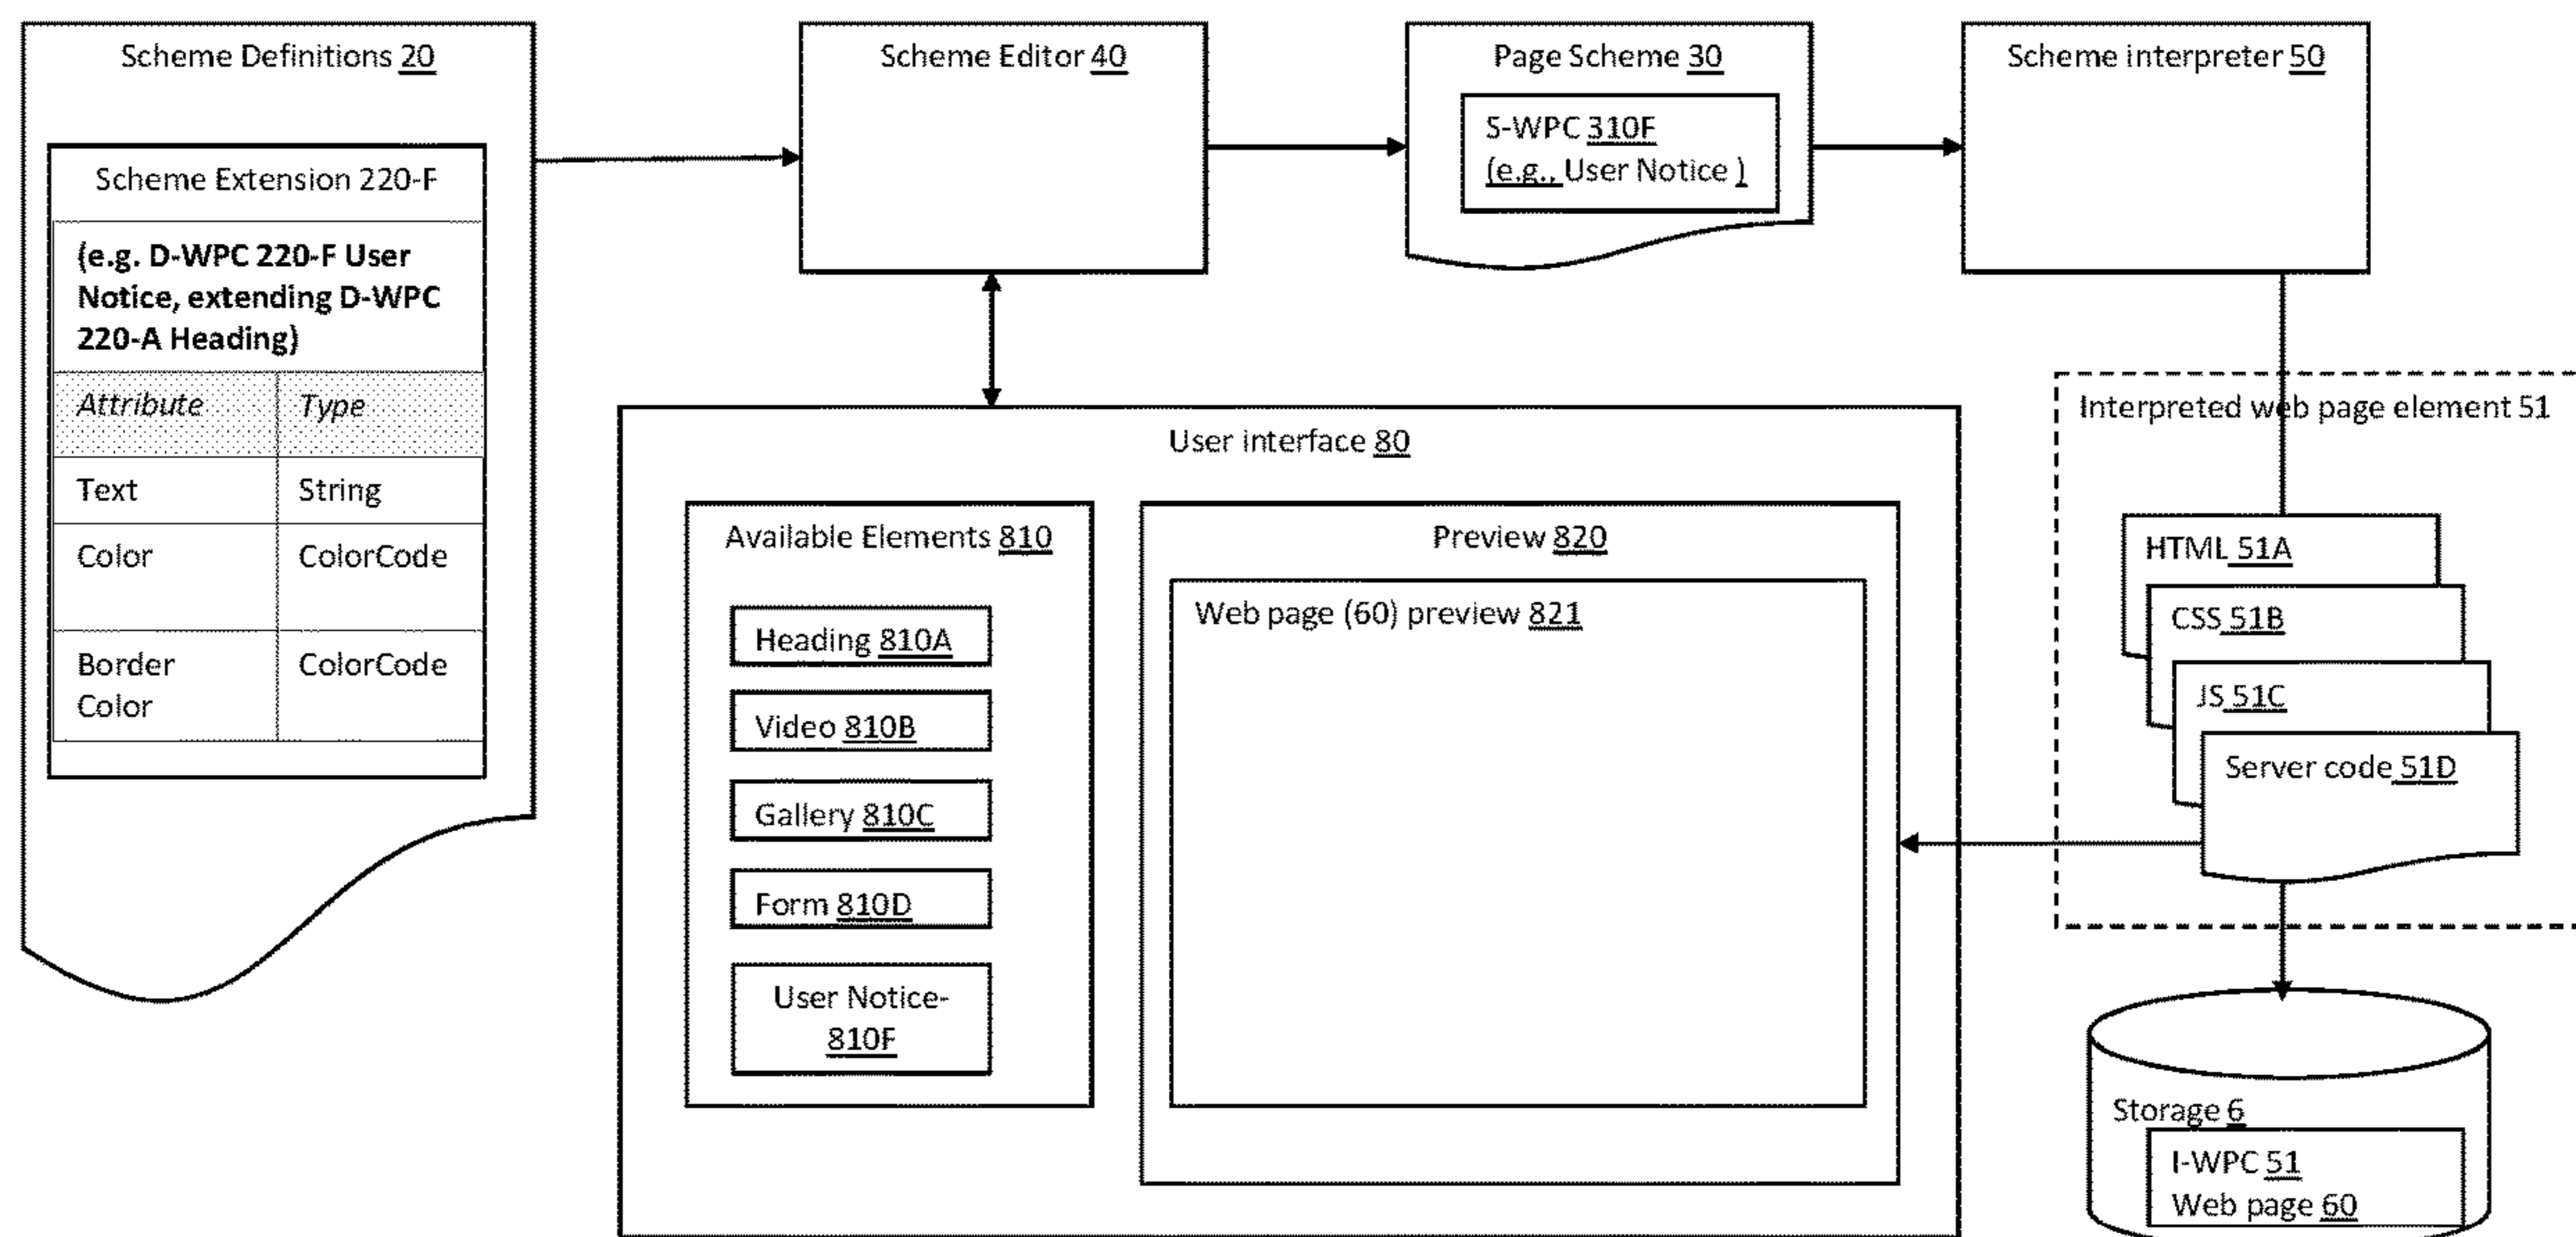 Scheme Definitions 20
Scheme Extension 220-F
(e.g. D-WPC 220-F User
Notice, extending D-WPC
220-A Heading)
Attribute Type
Text String
Color ColorCode
Border ColorCode
Color
Scheme Editor 40
Page Scheme 30
S-WPC 310F
(e.g., User Notice )
Scheme interpreter 50
User interface 80
Available Elements 810
Heading 810A
Video 810B
Gallery 810C
Form 810D
User Notice-
810F
Preview 820
Web page (60) preview 821
Interpreted web page element 51
HTML 51A
CSS 51B
JS 51C
Server code 51D
Storage 6
I-WPC 51
Web page 60